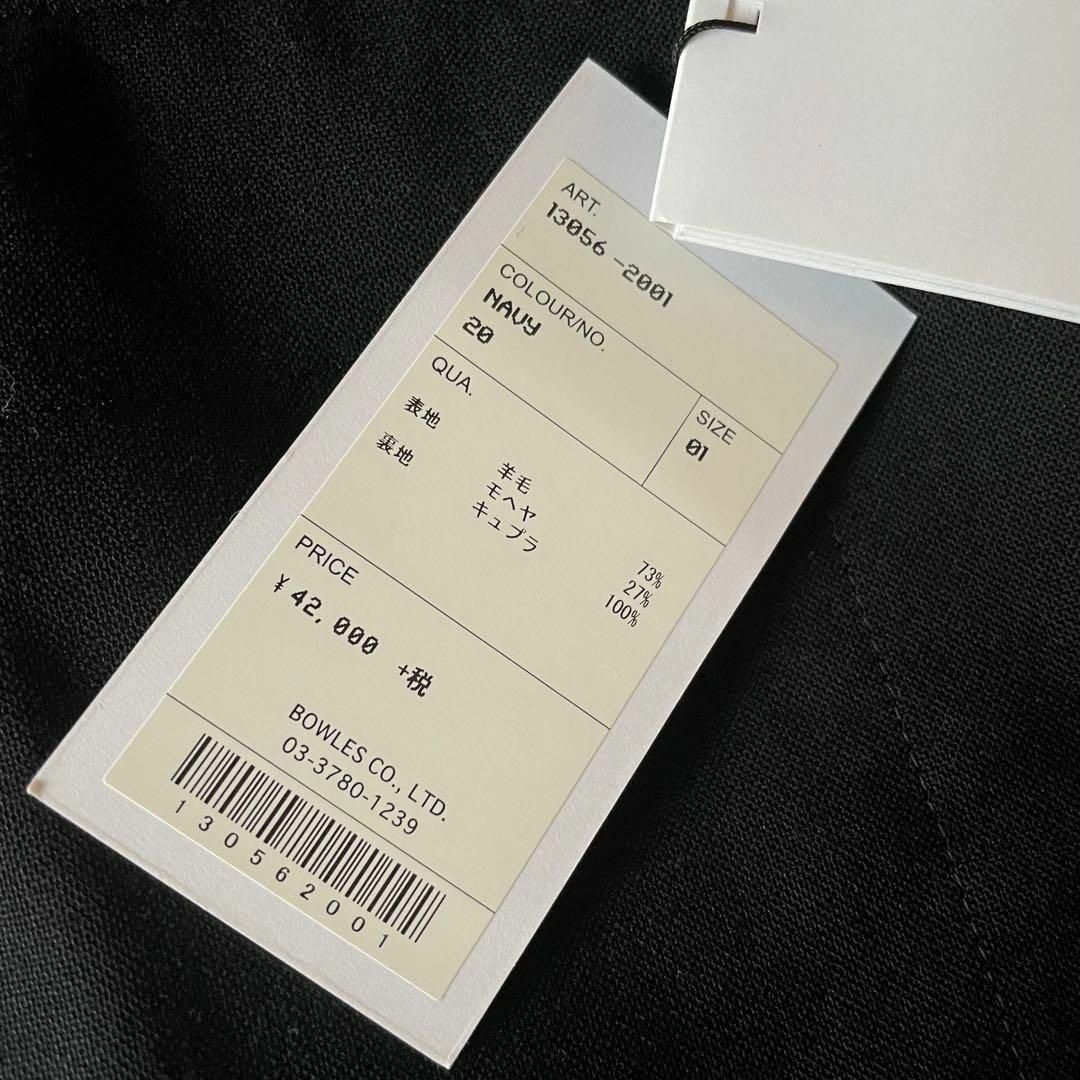 ART.
13056 -2001
COLOUR/NO.
NAVY
20
SIZE
01
QUA.
表地 羊毛 73%
モヘヤ 27%
裏地 キュプラ 100%
PRICE
¥ 42,000 +税
BOWLES CO., LTD.
03-3780-1239
130562001